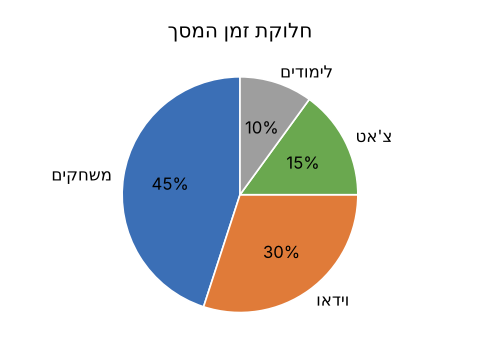 חלוקת זמן המסך
לימודים
10%
צ'אט
15%
משחקים
45%
30%
וידאו